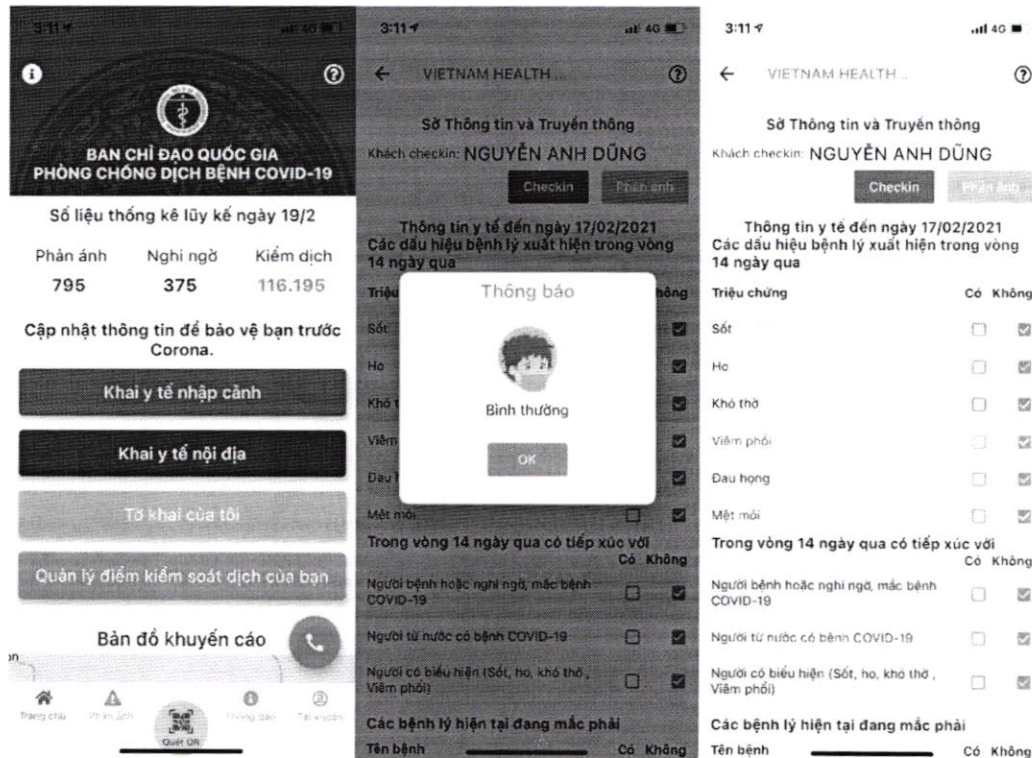 3:11
BAN CHỈ ĐẠO QUỐC GIA
PHÒNG CHỐNG DỊCH BỆNH COVID-19
Số liệu thống kê lũy kế ngày 19/2
Phản ánh Nghi ngờ Kiểm dịch
795 375 116.195
Cập nhật thông tin để bảo vệ bạn trước
Corona.
Khai y tế nhập cảnh
Khai y tế nội địa
Tờ khai của tôi
Quản lý điểm kiểm soát dịch của bạn
Bản đồ khuyến cáo
Trang chủ Thông báo Tài khoản
Quét QR
3:11 4G
VIETNAM HEALTH ...
Sở Thông tin và Truyền thông
Khách checkin: NGUYỄN ANH DŨNG
Checkin Phản ánh
Thông tin y tế đến ngày 17/02/2021
Các dấu hiệu bệnh lý xuất hiện trong vòng
14 ngày qua
Thông báo
Bình thường
OK
Sốt
Ho
Mệt mỏi
Trong vòng 14 ngày qua có tiếp xúc với
Có Không
Người bệnh hoặc nghi ngờ, mắc bệnh
COVID-19
Người từ nước có bệnh COVID-19
Người có biểu hiện (Sốt, ho, khó thở ,
Viêm phổi)
Các bệnh lý hiện tại đang mắc phải
Tên bệnh Có Không
3:11 4G
VIETNAM HEALTH ...
Sở Thông tin và Truyền thông
Khách checkin: NGUYỄN ANH DŨNG
Checkin Phản ánh
Thông tin y tế đến ngày 17/02/2021
Các dấu hiệu bệnh lý xuất hiện trong vòng
14 ngày qua
Triệu chứng Có Không
Sốt
Ho
Khó thở
Viêm phổi
Đau họng
Mệt mỏi
Trong vòng 14 ngày qua có tiếp xúc với
Có Không
Người bệnh hoặc nghi ngờ, mắc bệnh
COVID-19
Người từ nước có bệnh COVID-19
Người có biểu hiện (Sốt, ho, khó thở ,
Viêm phổi)
Các bệnh lý hiện tại đang mắc phải
Tên bệnh Có Không